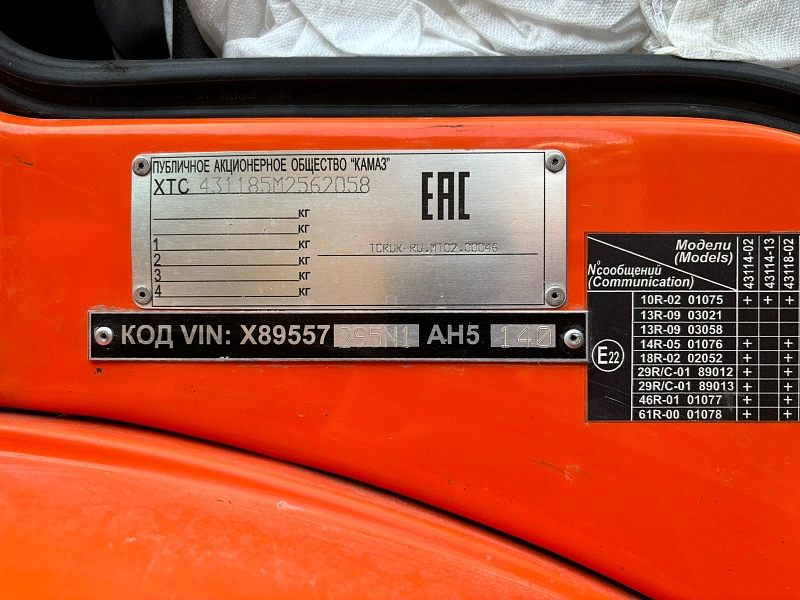 ПУБЛИЧНОЕ АКЦИОНЕРНОЕ ОБЩЕСТВО "КАМАЗ"
XTC 431185M2562058
EAC
кг
кг
1 кг
2 кг
3 кг
4 кг
TCRUK-RU.MT02.00046
КОД VIN: X89557 295N1 AH5 140
Модели
(Models)
N° сообщений
(Communication)
43114-02
43114-13
43118-02
E22
10R-02 01075 + + +
13R-09 03021
13R-09 03058
14R-05 01076 + +
18R-02 02052 + +
29R/C-01 89012 + +
29R/C-01 89013 + +
46R-01 01077 + +
61R-00 01078 + +